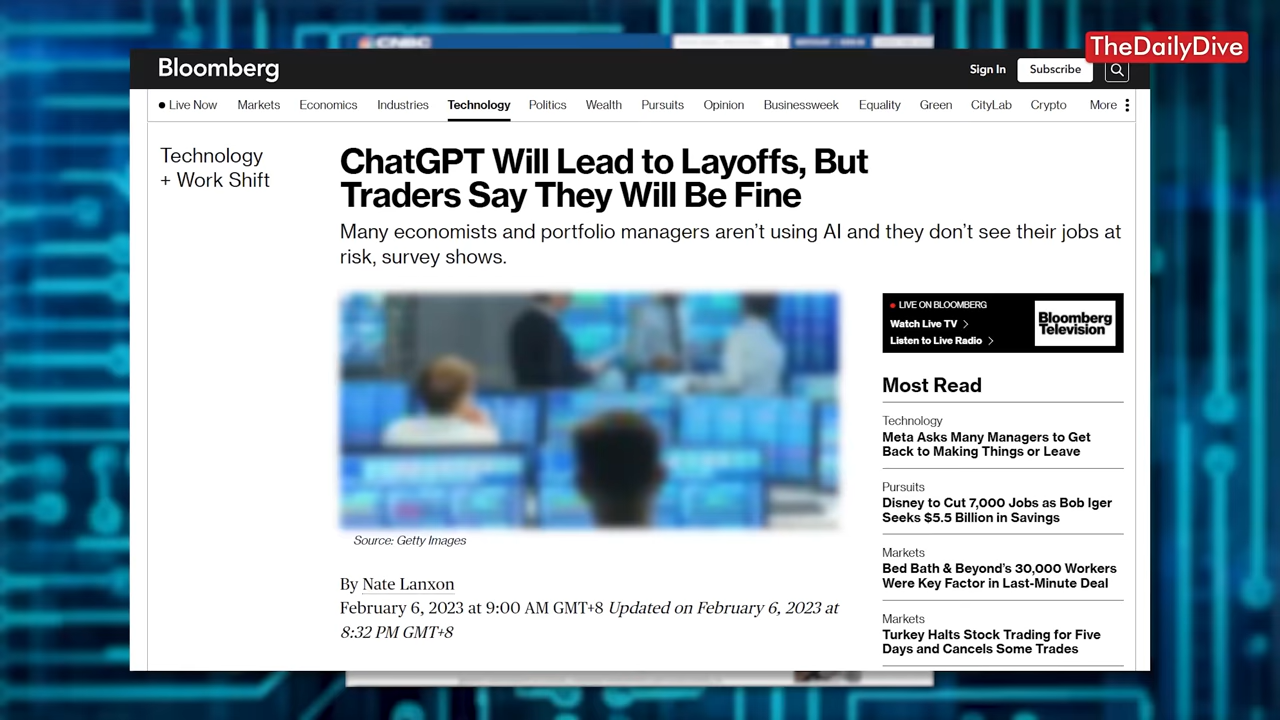 TheDailyDive
Bloomberg
Sign In
Subscribe
Live Now
Markets
Economics
Industries
Technology
Politics
Wealth
Pursuits
Opinion
Businessweek
Equality
Green
CityLab
Crypto
More
Technology
+ Work Shift
ChatGPT Will Lead to Layoffs, But
Traders Say They Will Be Fine
Many economists and portfolio managers aren’t using AI and they don’t see their jobs at
risk, survey shows.
Source: Getty Images
By Nate Lanxon
February 6, 2023 at 9:00 AM GMT+8 Updated on February 6, 2023 at
8:32 PM GMT+8
LIVE ON BLOOMBERG
Watch Live TV
Listen to Live Radio
Bloomberg
Television
Most Read
Technology
Meta Asks Many Managers to Get
Back to Making Things or Leave
Pursuits
Disney to Cut 7,000 Jobs as Bob Iger
Seeks $5.5 Billion in Savings
Markets
Bed Bath & Beyond’s 30,000 Workers
Were Key Factor in Last-Minute Deal
Markets
Turkey Halts Stock Trading for Five
Days and Cancels Some Trades